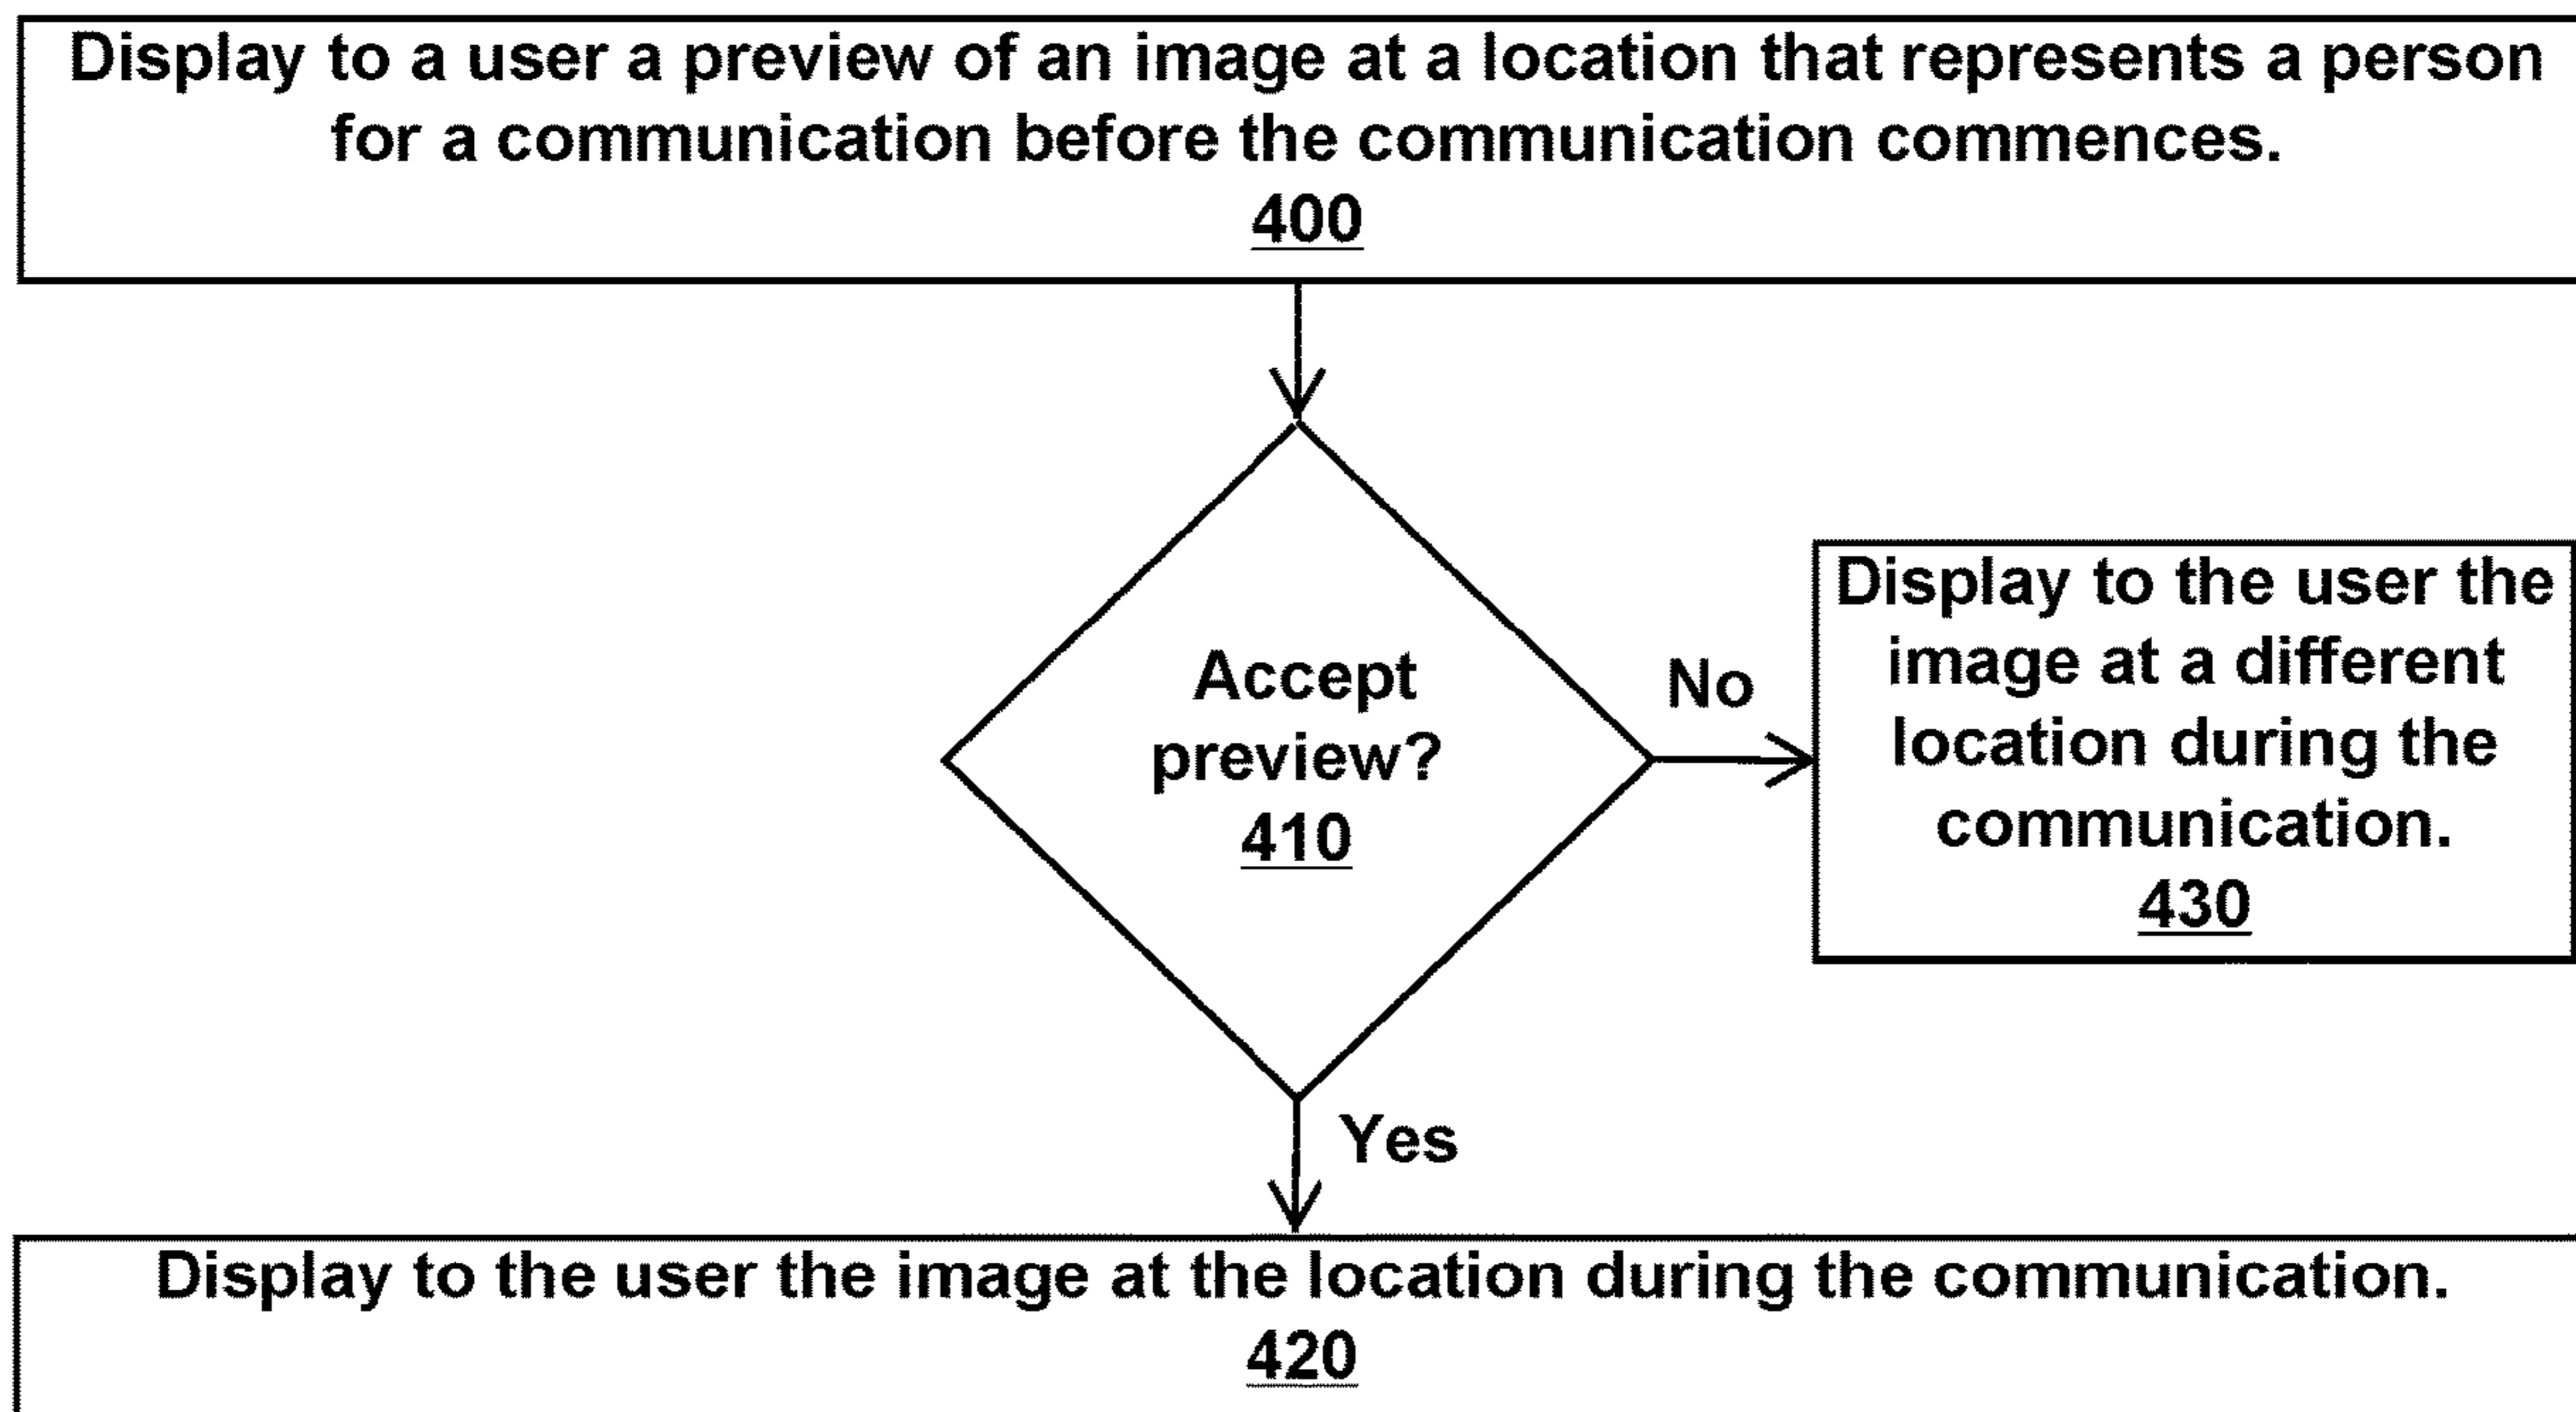 Display to a user a preview of an image at a location that represents a person
for a communication before the communication commences.
400
Accept
preview?
410
No
Display to the user the
image at a different
location during the
communication.
430
Yes
Display to the user the image at the location during the communication.
420